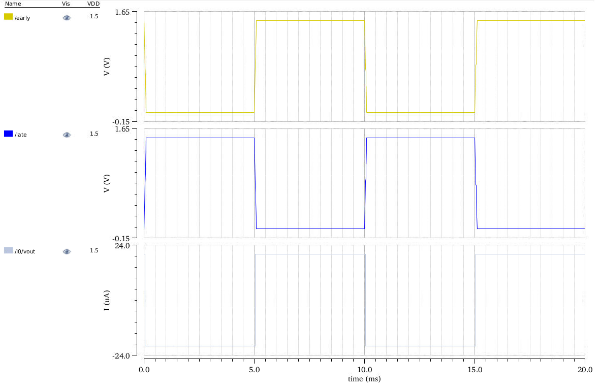 Name Vis VDD
/early 1.5
1.65
V (V)
-0.15
/late 1.5
1.65
V (V)
-0.15
/I0/vout 1.5
24.0
-24.0
0.0 5.0 10.0 15.0 20.0
time (ms)